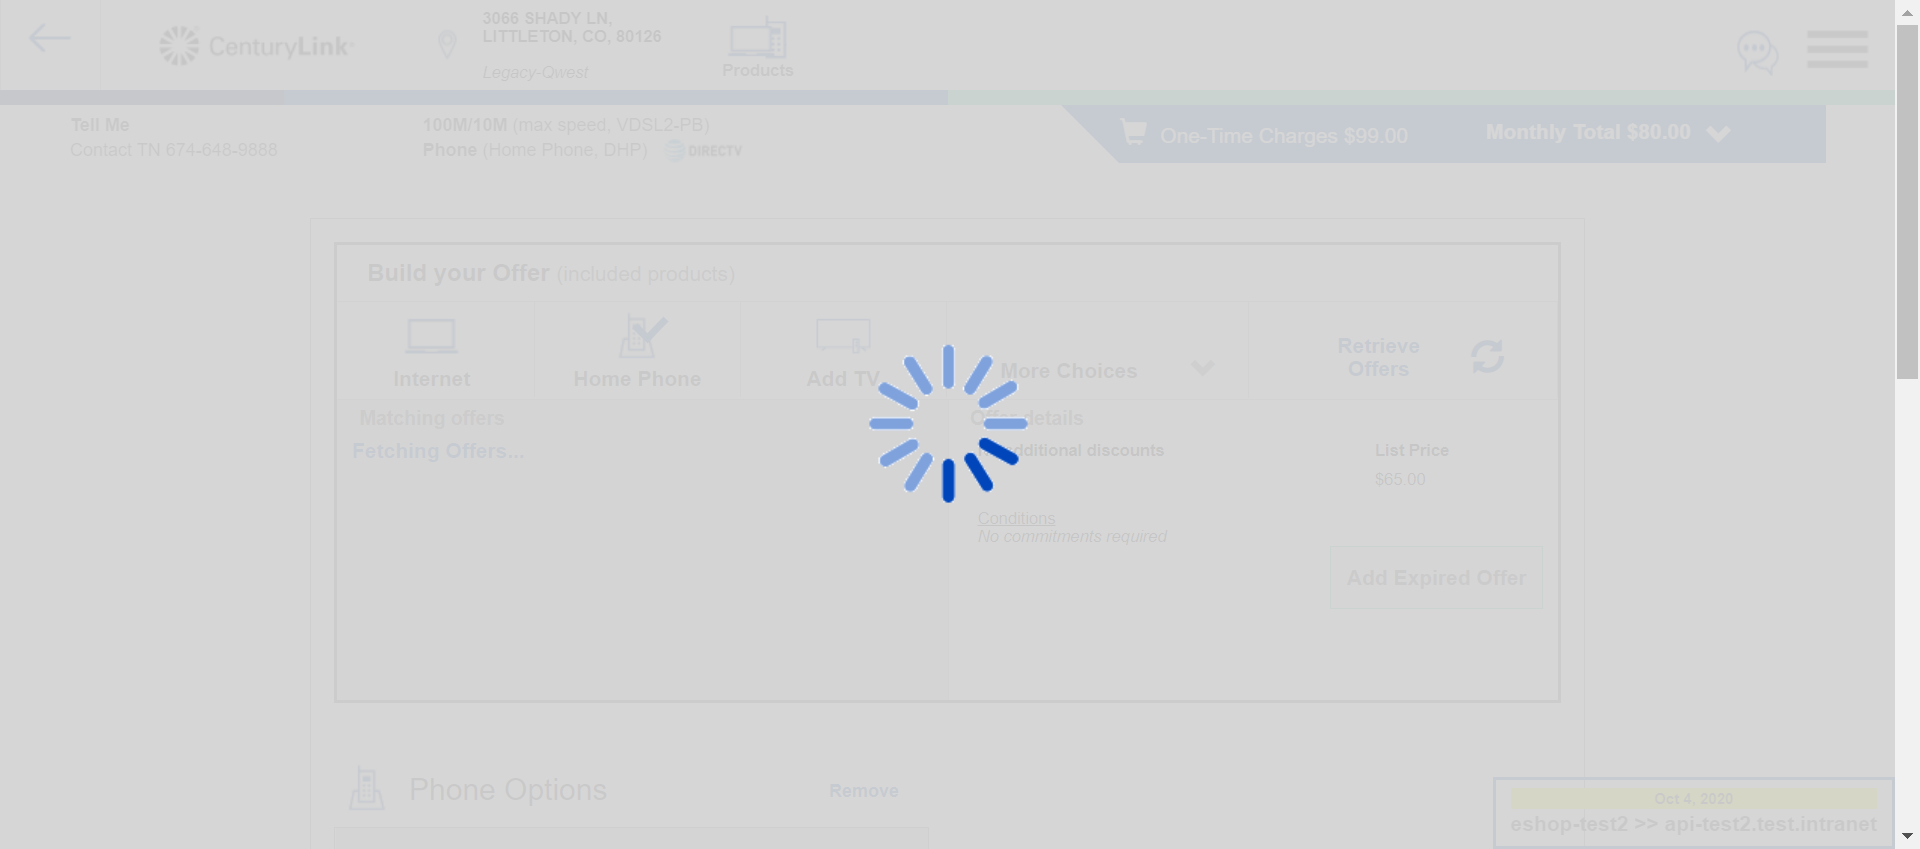 3066 SHADY LN,
LITTLETON, CO, 80126
Legacy-Qwest
CenturyLink
Products
Tell Me
Contact TN 674-648-9888
100M/10M (max speed, VDSL2-PB)
Phone (Home Phone, DHP)
DIRECTV
One-Time Charges $99.00
Monthly Total $80.00
Build your Offer (included products)
Internet
Home Phone
Add TV
More Choices
Retrieve
Offers
Matching offers
Fetching Offers...
Offer details
additional discounts
List Price
$65.00
Conditions
No commitments required
Add Expired Offer
Phone Options
Remove
Oct 4, 2020
eshop-test2 >> api-test2.test.intranet